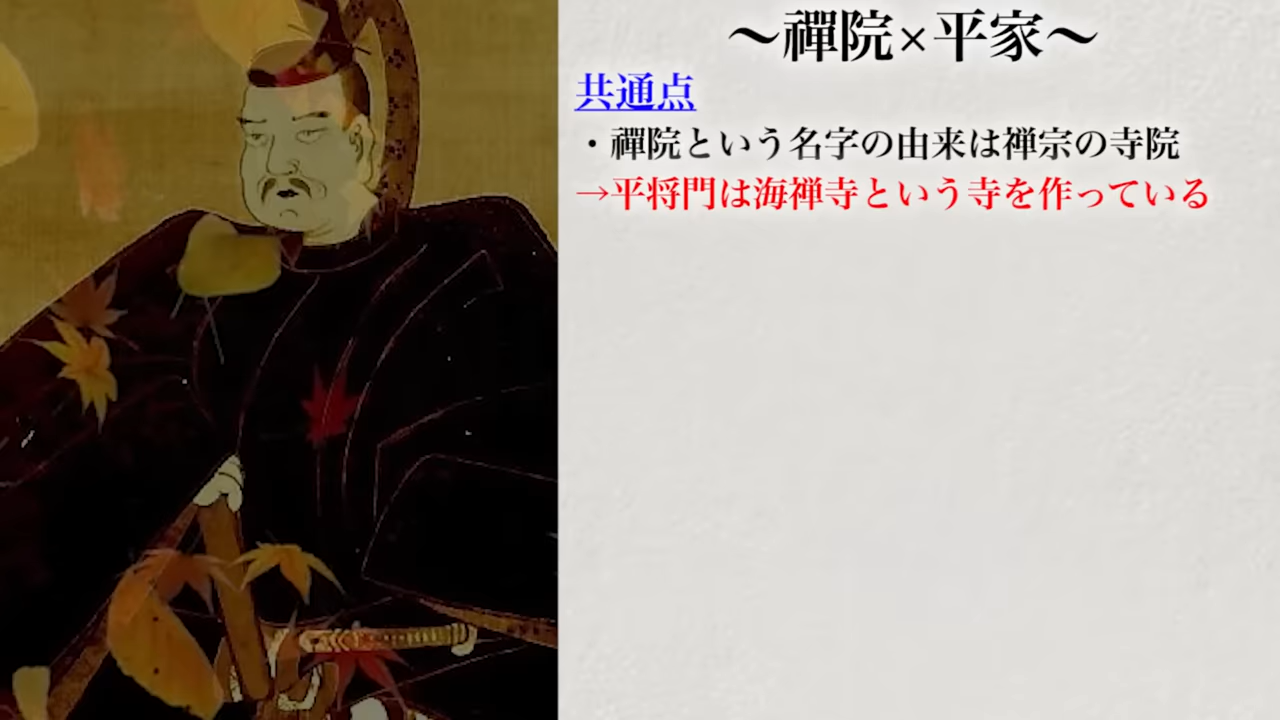 〜禪院×平家〜
共通点
・禪院という名字の由来は禅宗の寺院
→平将門は海禅寺という寺を作っている